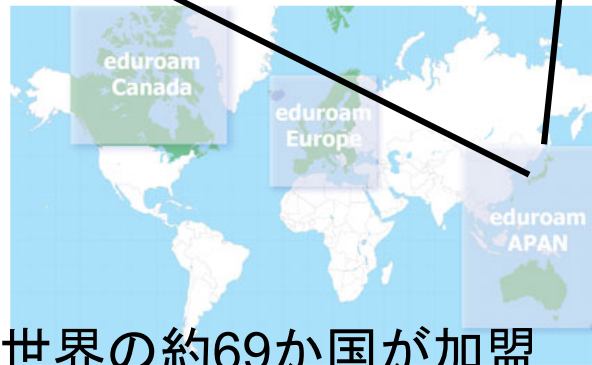 eduroam
Canada
eduroam
Europe
eduroam
APAN
世界の約69か国が加盟